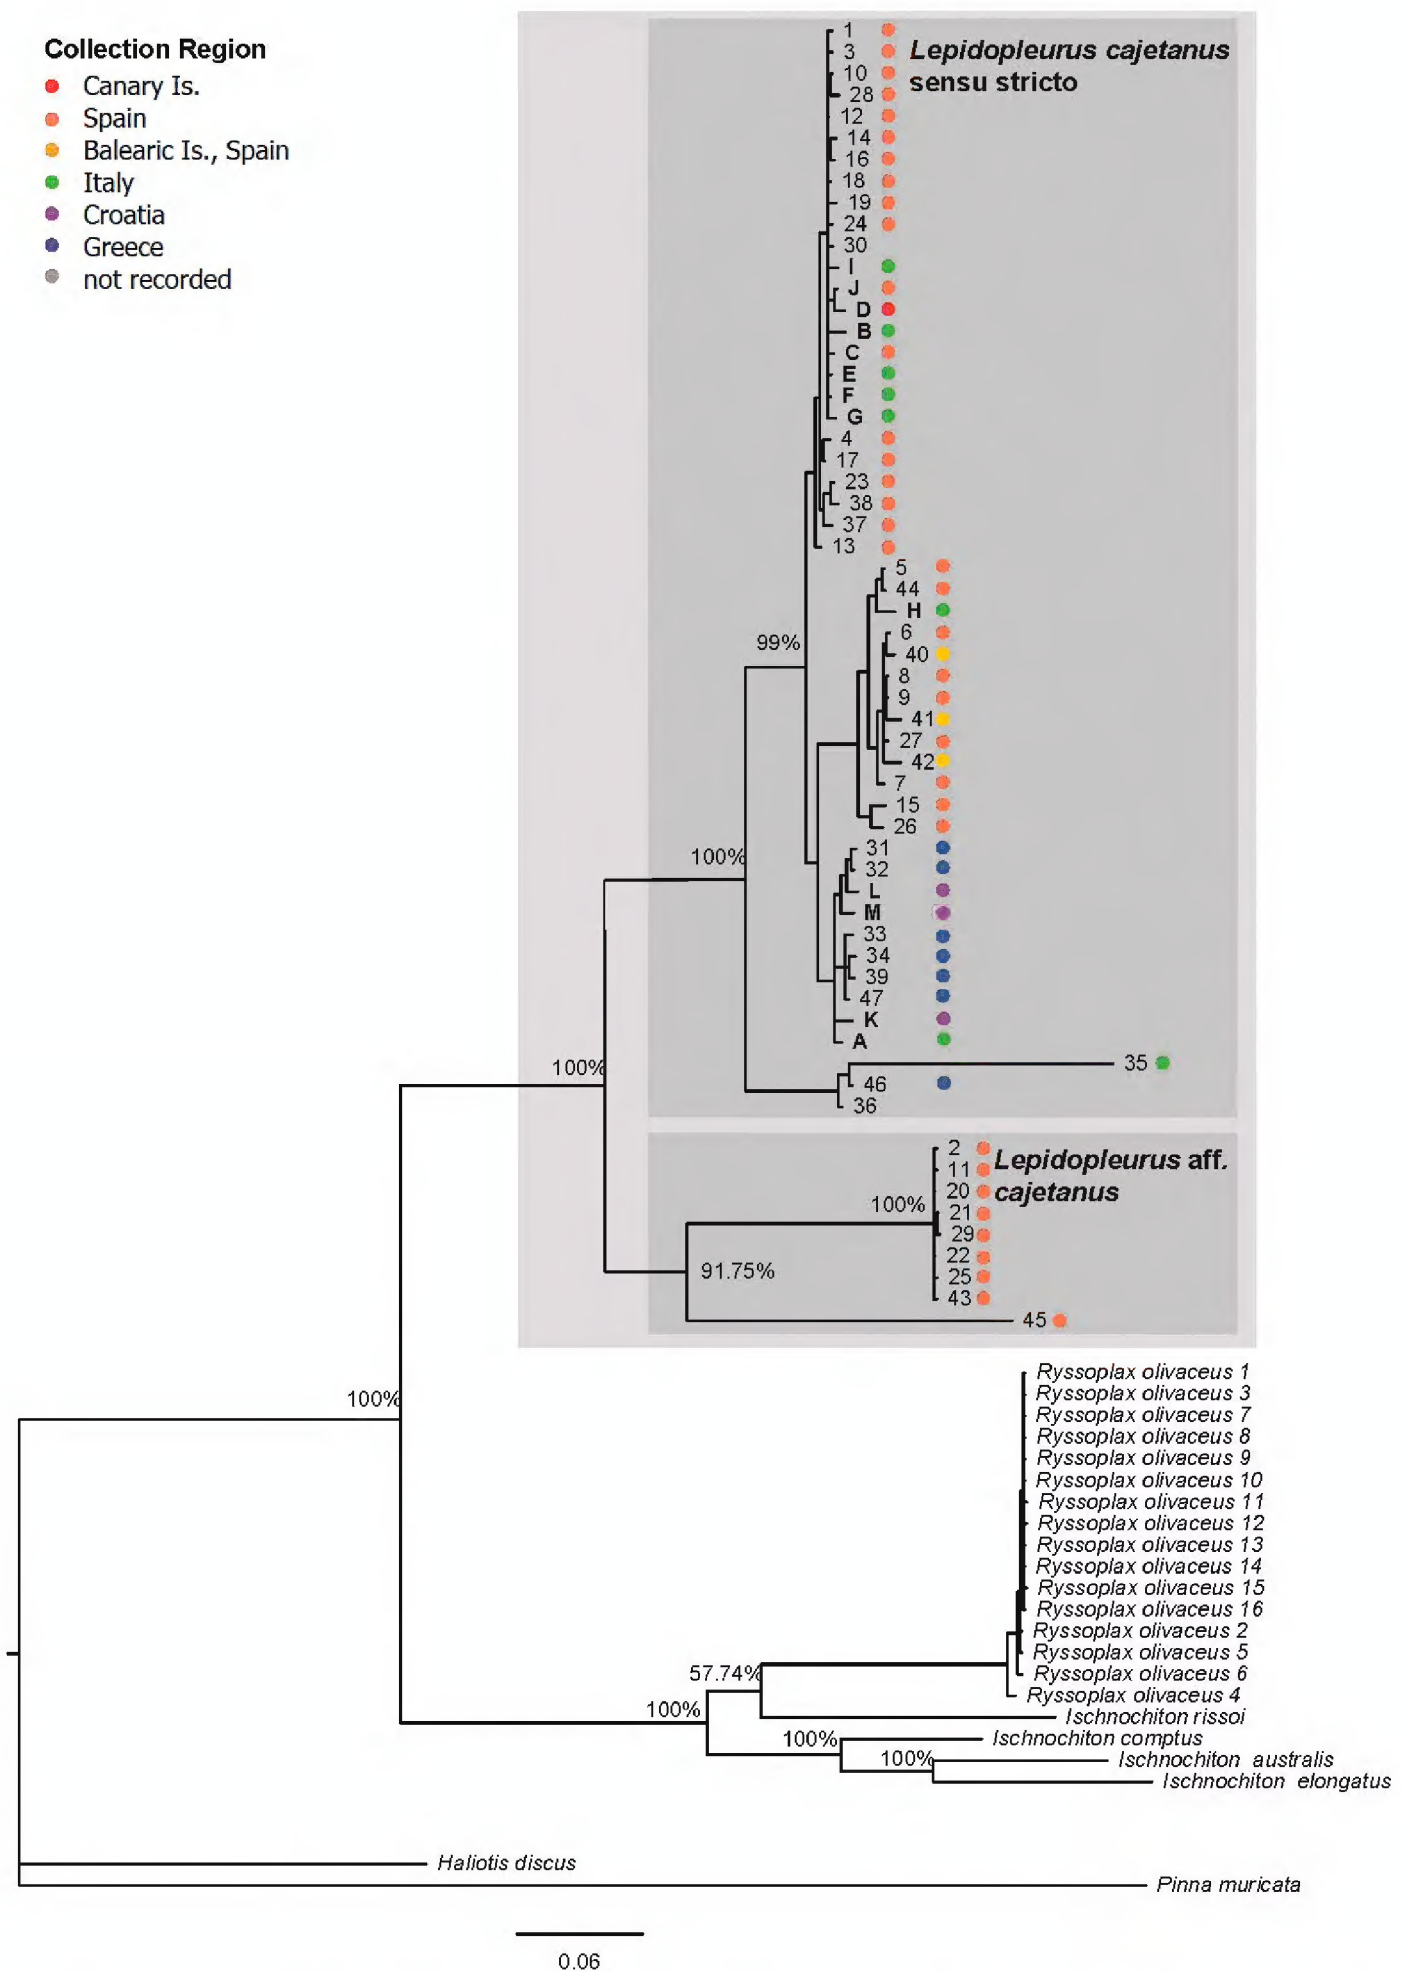 Collection Region
Canary Is.
Spain
Balearic Is., Spain
Italy
Croatia
Greece
not recorded
Lepidopleurus cajetanus
sensu stricto
1
3
10
28
12
14
16
18
19
24
30
I
J
D
B
C
E
F
G
4
17
23
38
37
13
5
44
H
6
40
8
9
41
27
42
7
15
26
31
32
L
M
33
34
39
47
K
A
35
46
36
99%
100%
100%
Lepidopleurus aff.
cajetanus
2
11
20
21
29
22
25
43
45
100%
91.75%
100%
Ryssoplax olivaceus 1
Ryssoplax olivaceus 3
Ryssoplax olivaceus 7
Ryssoplax olivaceus 8
Ryssoplax olivaceus 9
Ryssoplax olivaceus 10
Ryssoplax olivaceus 11
Ryssoplax olivaceus 12
Ryssoplax olivaceus 13
Ryssoplax olivaceus 14
Ryssoplax olivaceus 15
Ryssoplax olivaceus 16
Ryssoplax olivaceus 2
Ryssoplax olivaceus 5
Ryssoplax olivaceus 6
Ryssoplax olivaceus 4
57.74%
100%
Ischnochiton rissoi
Ischnochiton comptus
100%
Ischnochiton australis
100%
Ischnochiton elongatus
Haliotis discus
Pinna muricata
0.06